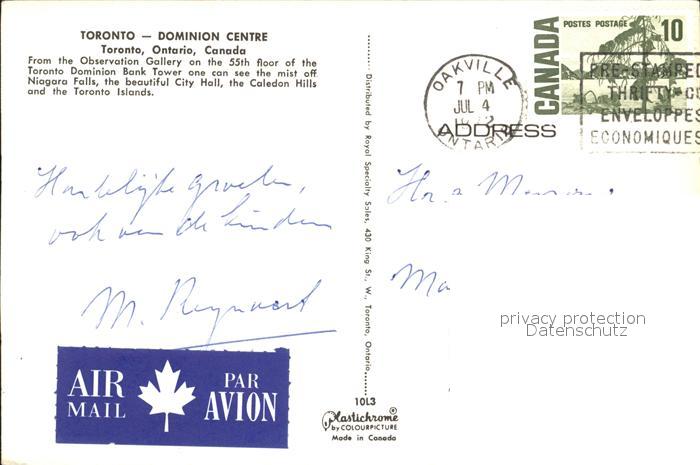 TORONTO — DOMINION CENTRE
Toronto, Ontario, Canada
From the Observation Gallery on the 55th floor of the
Toronto Dominion Bank Tower one can see the mist off
Niagara Falls, the beautiful City Hall, the Caledon Hills
and the Toronto Islands.
Distributed by Royal Specialty Sales, 430 King St., W., Toronto, Ontario
CANADA
POSTES POSTAGE
10
OAKVILLE
7 PM
JUL 4
ONTARIO
ADDRESS
PRE-STAMPED
THRIFTY-
ENVELOPPES
ECONOMIQUES
Hartelijke groeten,
ook van de kinderen
M. Reynaert
AIR
MAIL
PAR
AVION
10L3
Plastichrome®
by COLOURPICTURE
Made in Canada
privacy protection
Datenschutz